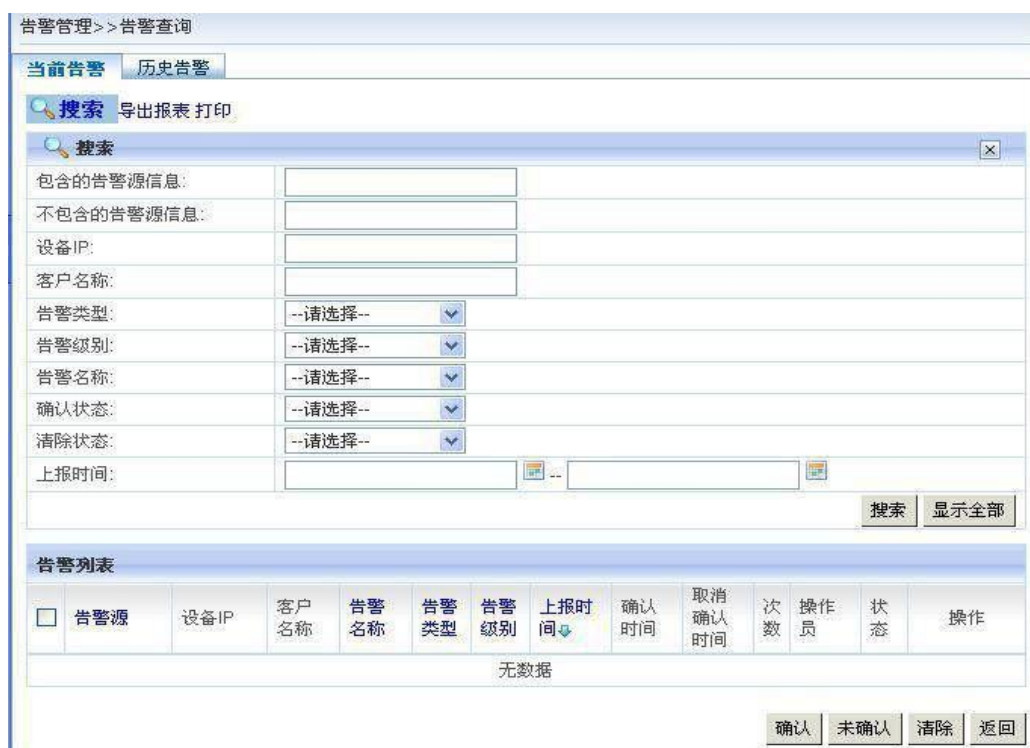 告警管理>>告警查询
当前告警 历史告警
搜索 导出报表 打印
搜索
包含的告警源信息:
不包含的告警源信息:
设备IP:
客户名称:
告警类型: --请选择--
告警级别: --请选择--
告警名称: --请选择--
确认状态: --请选择--
清除状态: --请选择--
上报时间: --
搜索 显示全部
告警列表
告警源 设备IP 客户名称 告警名称 告警类型 告警级别 上报时间 确认时间 取消确认时间 次数 操作员 状态 操作
无数据
确认 未确认 清除 返回